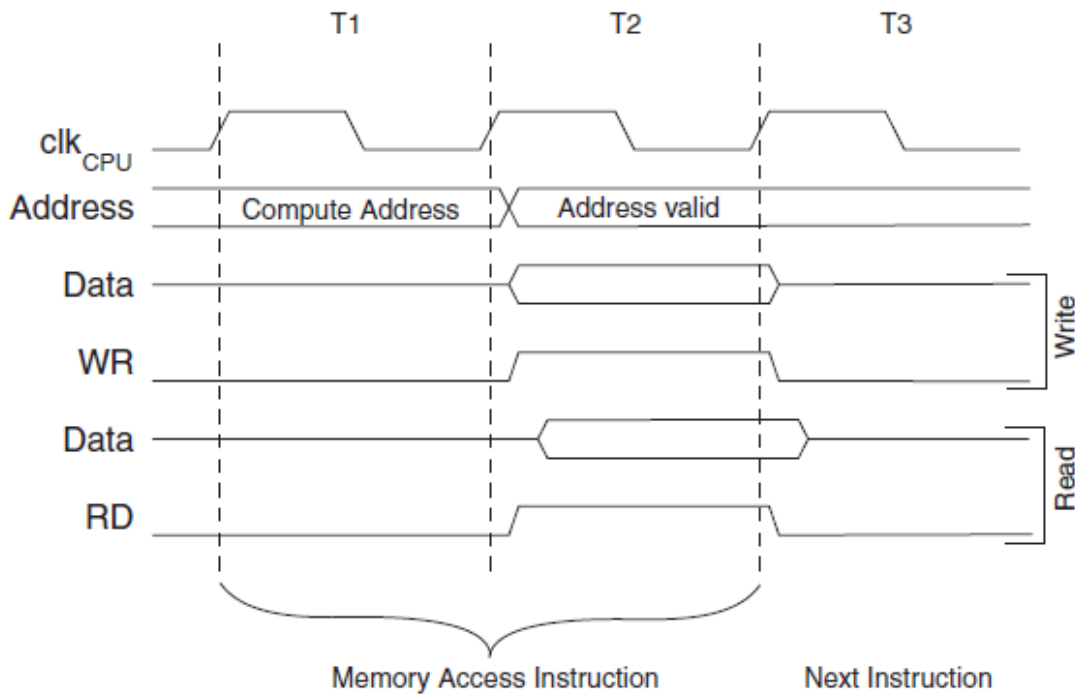 T1 T2 T3
clkCPU
Address Compute Address Address valid
Data
WR
Write
Data
RD
Read
Memory Access Instruction Next Instruction